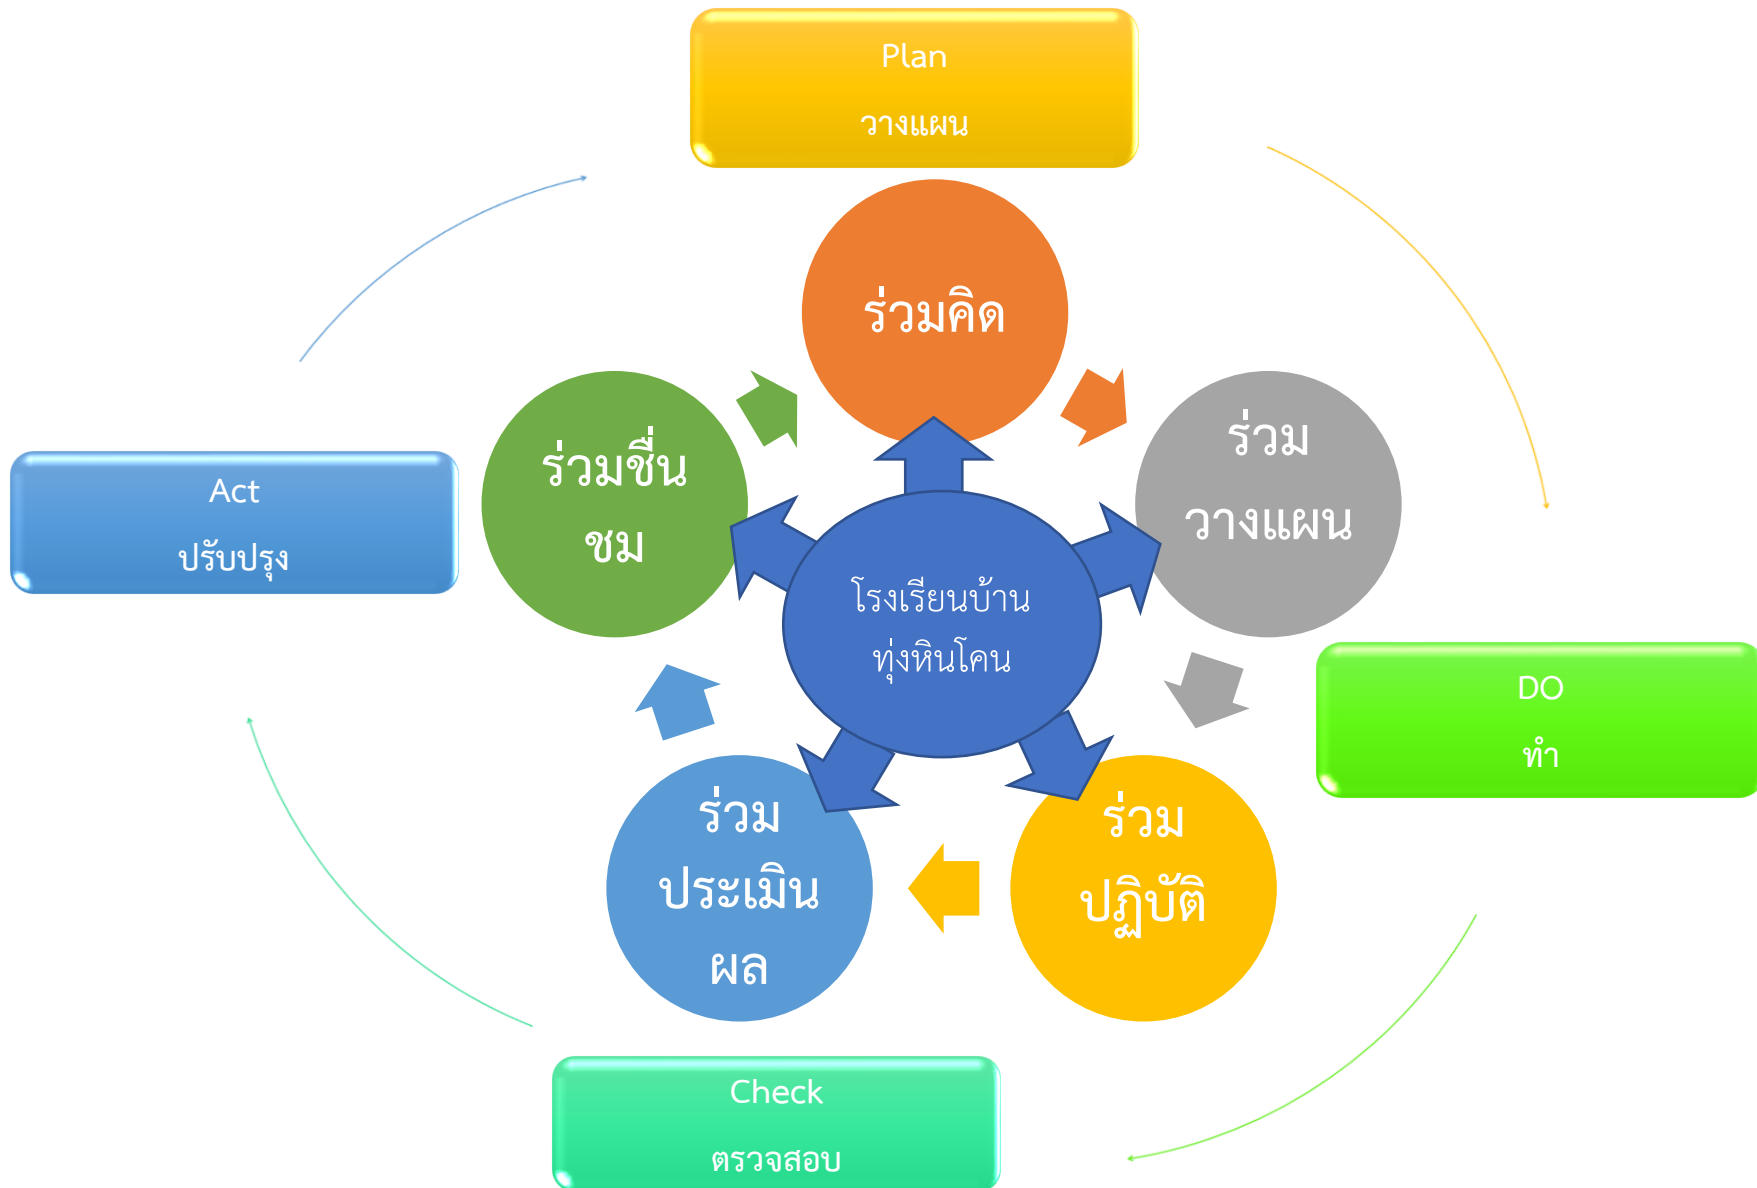 Plan
วางแผน
ร่วมคิด
ร่วม
วางแผน
ร่วมชื่น
ชม
Act
ปรับปรุง
โรงเรียนบ้าน
ทุ่งหินโคน
DO
ทำ
ร่วม
ประเมิน
ผล
ร่วม
ปฏิบัติ
Check
ตรวจสอบ